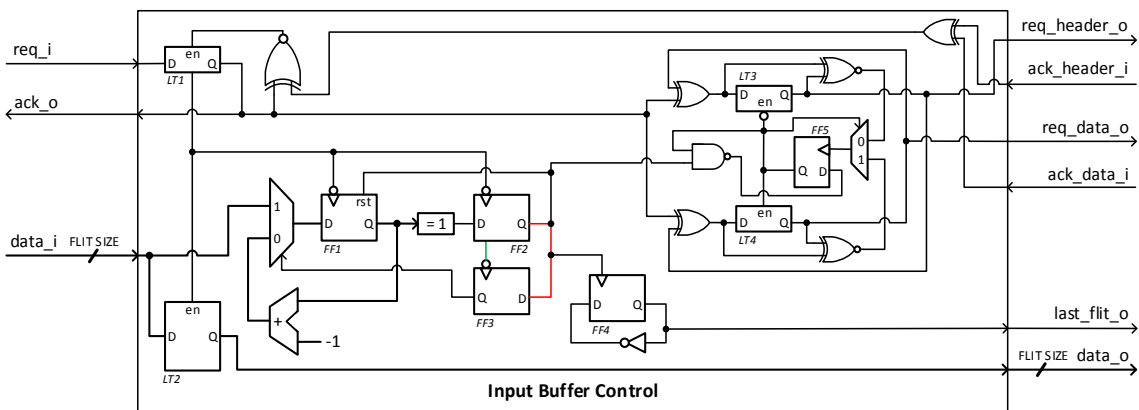 req_i
ack_o
data_i FLIT SIZE
en
D Q
LT1
1
0
D rst Q
FF1
= 1
D Q
FF2
Q D
FF3
+
-1
en
D Q
LT2
D Q
FF4
LT3
D Q
en
FF5
Q D
0
1
en
D Q
LT4
Input Buffer Control
req_header_o
ack_header_i
req_data_o
ack_data_i
last_flit_o
FLIT SIZE data_o